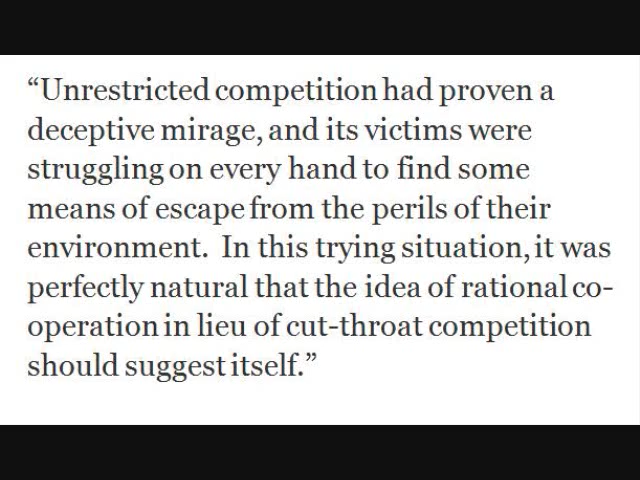 “Unrestricted competition had proven a
deceptive mirage, and its victims were
struggling on every hand to find some
means of escape from the perils of their
environment.  In this trying situation, it was
perfectly natural that the idea of rational co-
operation in lieu of cut-throat competition
should suggest itself.”